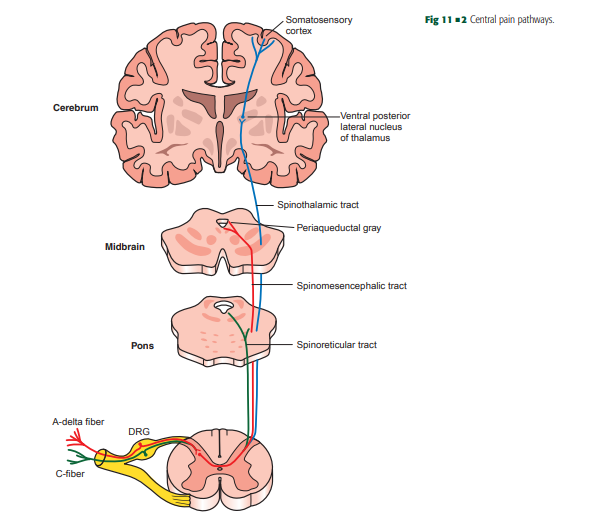 Fig 11 ■ 2 Central pain pathways.
Somatosensory
cortex
Cerebrum
Ventral posterior
lateral nucleus
of thalamus
Spinothalamic tract
Periaqueductal gray
Midbrain
Spinomesencephalic tract
Pons
Spinoreticular tract
A-delta fiber
DRG
C-fiber